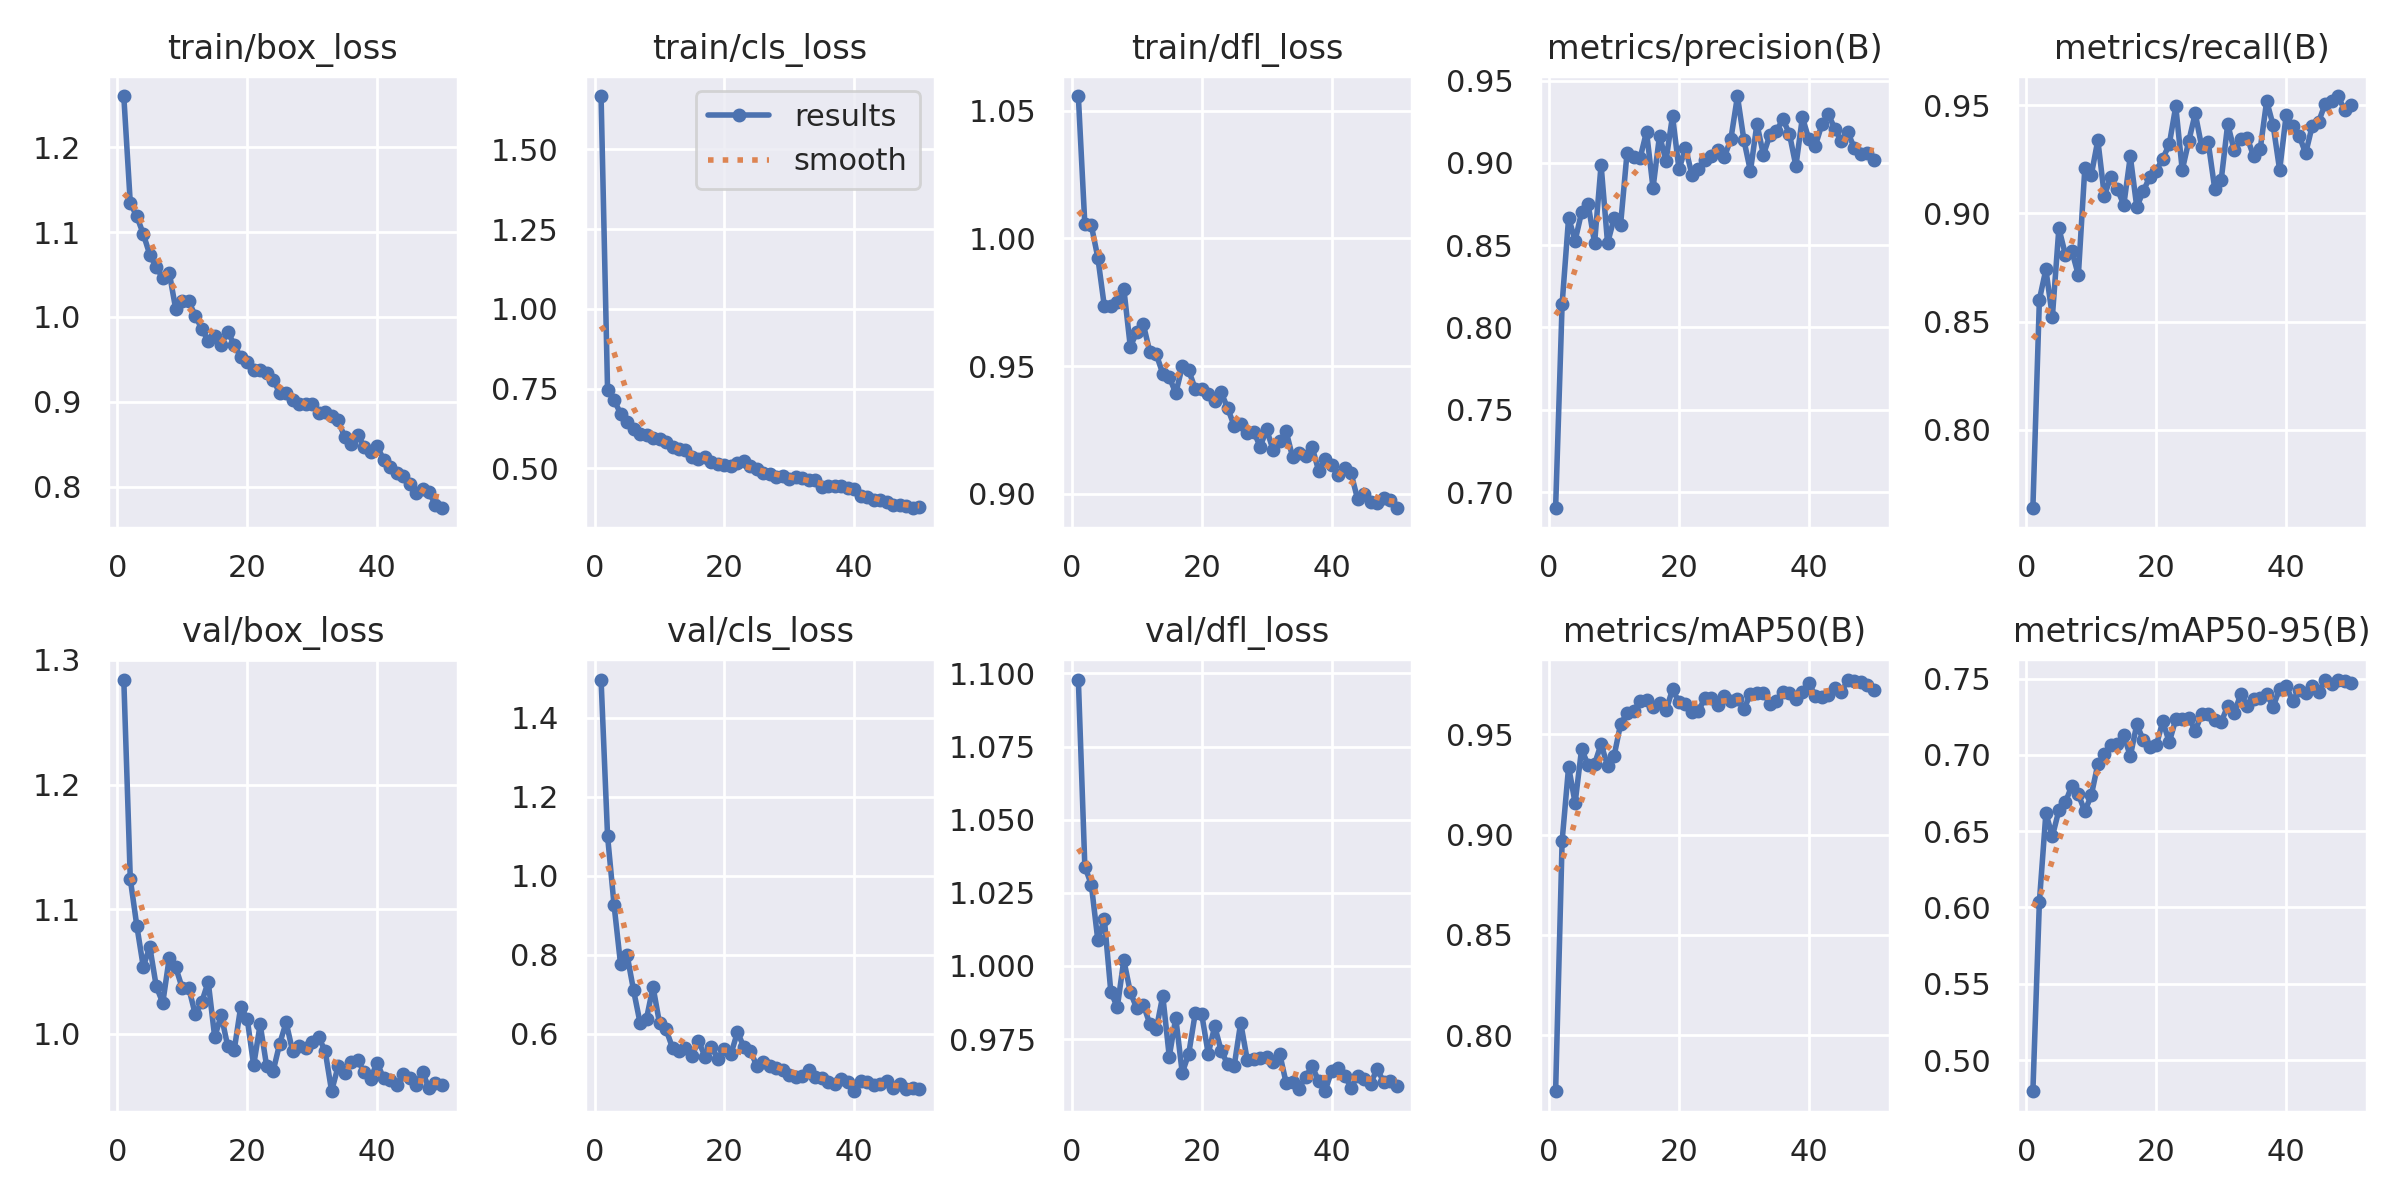 train/box_loss
train/cls_loss
train/dfl_loss
metrics/precision(B)
metrics/recall(B)
1.2
1.1
1.0
0.9
0.8
0 20 40
results
smooth
1.50
1.25
1.00
0.75
0.50
0 20 40
1.05
1.00
0.95
0.90
0 20 40
0.95
0.90
0.85
0.80
0.75
0.70
0 20 40
0.95
0.90
0.85
0.80
0 20 40
val/box_loss
val/cls_loss
val/dfl_loss
metrics/mAP50(B)
metrics/mAP50-95(B)
1.3
1.2
1.1
1.0
0 20 40
1.4
1.2
1.0
0.8
0.6
0 20 40
1.100
1.075
1.050
1.025
1.000
0.975
0 20 40
0.95
0.90
0.85
0.80
0 20 40
0.75
0.70
0.65
0.60
0.55
0.50
0 20 40